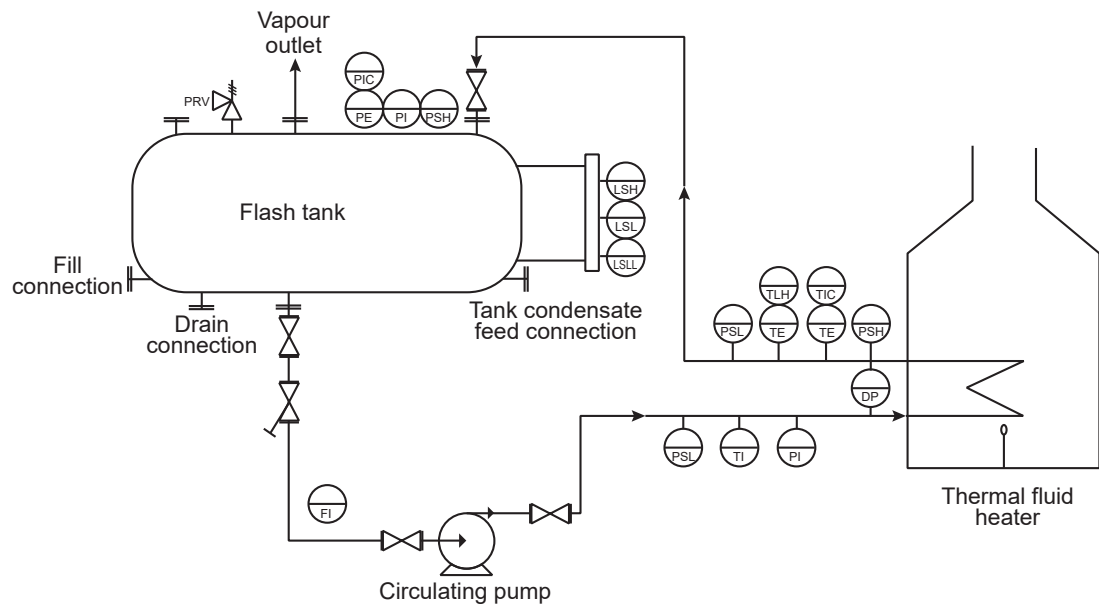 Vapour
outlet
PRV
PIC
PE
PI
PSH
Flash tank
LSH
LSL
LSLL
Fill
connection
Drain
connection
Tank condensate
feed connection
TLH
TIC
PSL
TE
TE
PSH
DP
PSL
TI
PI
FI
Circulating pump
Thermal fluid
heater